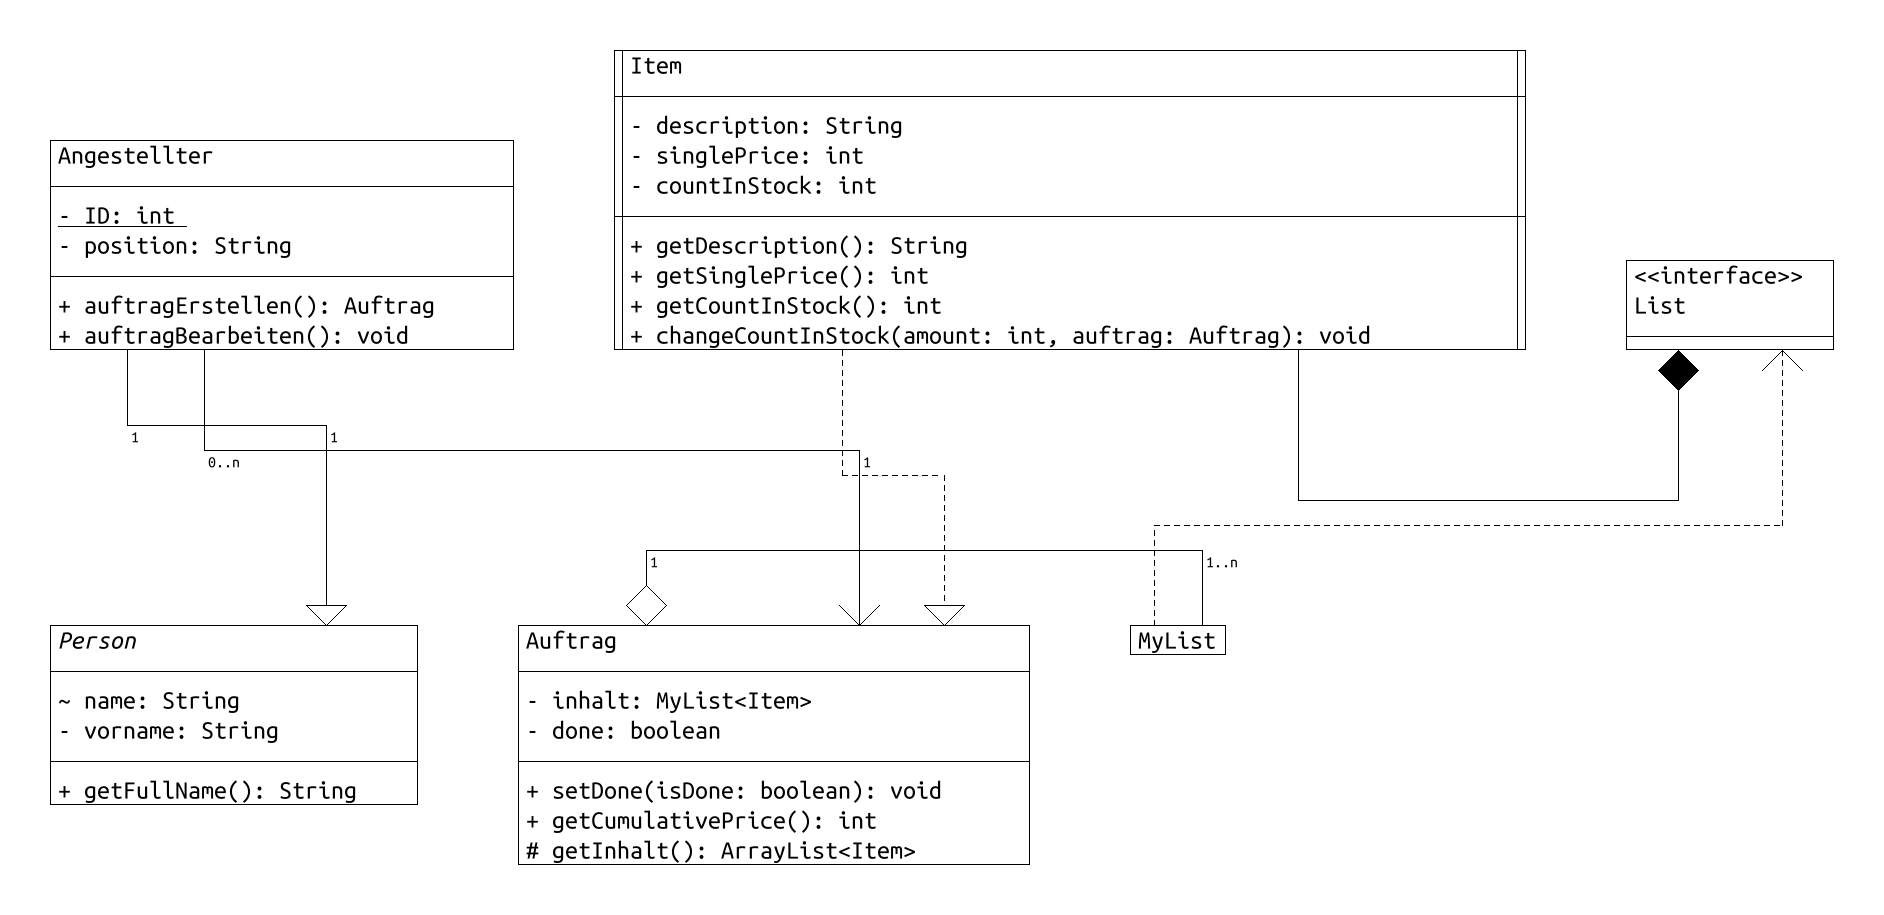 Item
- description: String
- singlePrice: int
- countInStock: int
+ getDescription(): String
+ getSinglePrice(): int
+ getCountInStock(): int
+ changeCountInStock(amount: int, auftrag: Auftrag): void
Angestellter
- ID: int
- position: String
+ auftragErstellen(): Auftrag
+ auftragBearbeiten(): void
<<interface>>
List
1
1
0..n
1
1
1..n
Person
~ name: String
- vorname: String
+ getFullName(): String
Auftrag
- inhalt: MyList<Item>
- done: boolean
+ setDone(isDone: boolean): void
+ getCumulativePrice(): int
# getInhalt(): ArrayList<Item>
MyList